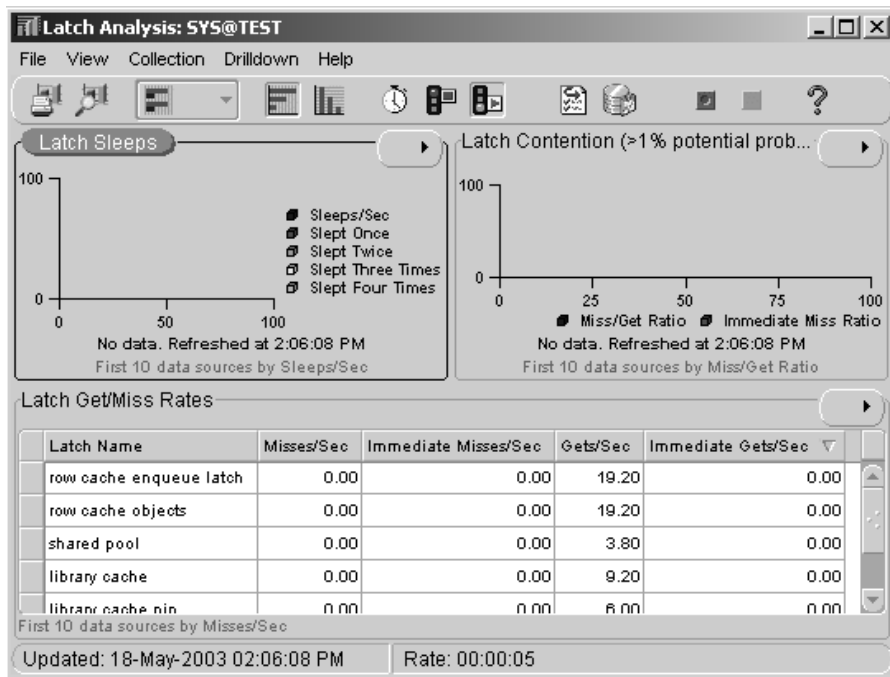 Latch Analysis: SYS@TEST
File View Collection Drilldown Help
Latch Sleeps
100
0
0 50 100
Sleeps/Sec
Slept Once
Slept Twice
Slept Three Times
Slept Four Times
No data. Refreshed at 2:06:08 PM
First 10 data sources by Sleeps/Sec
Latch Contention (>1% potential prob...
100
0
0 25 50 75 100
Miss/Get Ratio Immediate Miss Ratio
No data. Refreshed at 2:06:08 PM
First 10 data sources by Miss/Get Ratio
Latch Get/Miss Rates
Latch Name Misses/Sec Immediate Misses/Sec Gets/Sec Immediate Gets/Sec
row cache enqueue latch 0.00 0.00 19.20 0.00
row cache objects 0.00 0.00 19.20 0.00
shared pool 0.00 0.00 3.80 0.00
library cache 0.00 0.00 9.20 0.00
library cache pin 0.00 0.00 6.00 0.00
First 10 data sources by Misses/Sec
Updated: 18-May-2003 02:06:08 PM Rate: 00:00:05